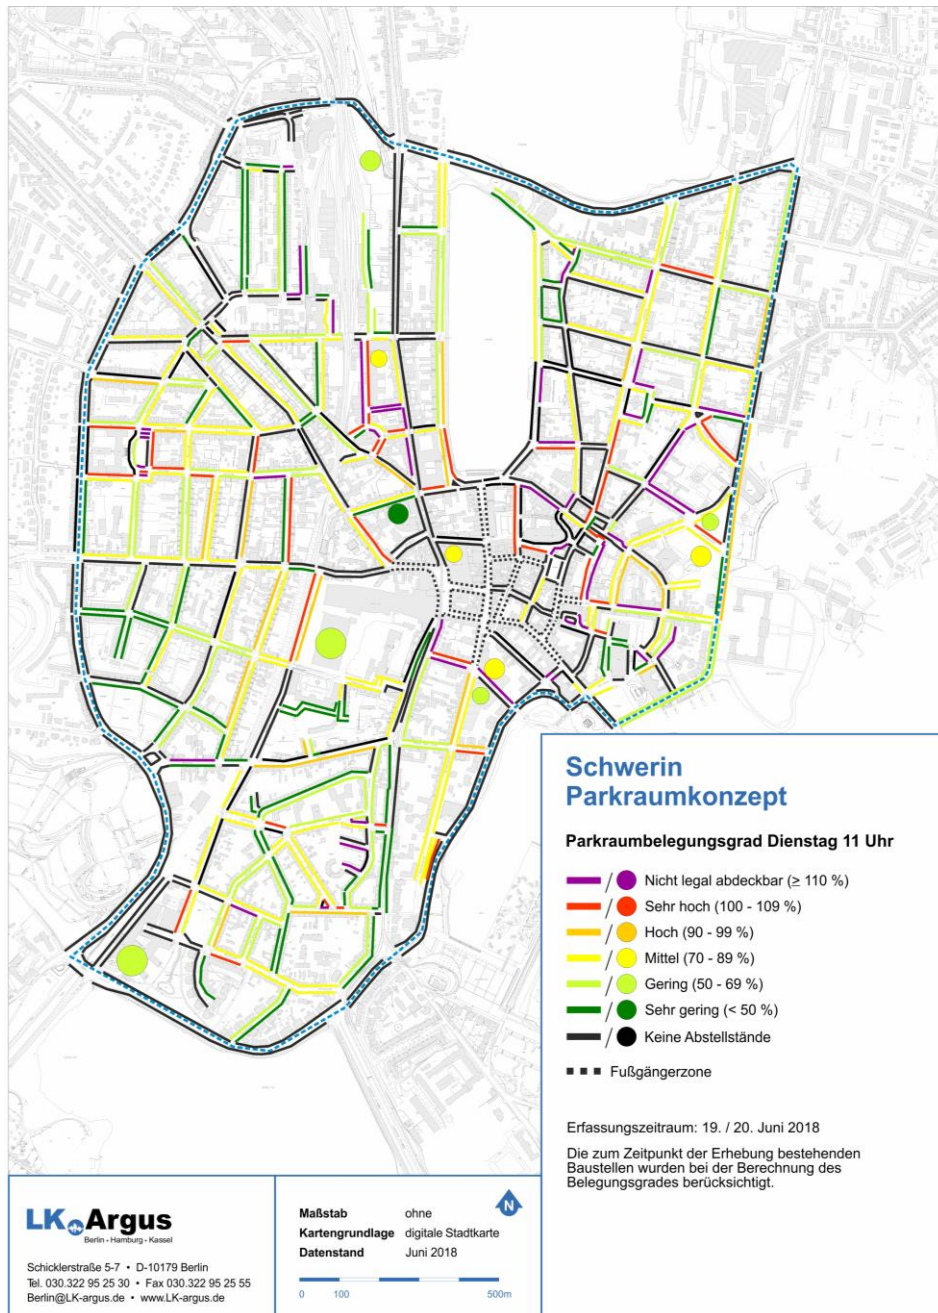 Schwerin
Parkraumkonzept
Parkraumbelegungsgrad Dienstag 11 Uhr
Nicht legal abdeckbar (≥ 110 %)
Sehr hoch (100 - 109 %)
Hoch (90 - 99 %)
Mittel (70 - 89 %)
Gering (50 - 69 %)
Sehr gering (< 50 %)
Keine Abstellstände
Fußgängerzone
Erfassungszeitraum: 19. / 20. Juni 2018
Die zum Zeitpunkt der Erhebung bestehenden
Baustellen wurden bei der Berechnung des
Belegungsgrades berücksichtigt.
LK Argus
Berlin - Hamburg - Kassel
Schicklerstraße 5-7 • D-10179 Berlin
Tel. 030.322 95 25 30 • Fax 030.322 95 25 55
Berlin@LK-argus.de • www.LK-argus.de
N
Maßstab ohne
Kartengrundlage digitale Stadtkarte
Datenstand Juni 2018
0 100 500m